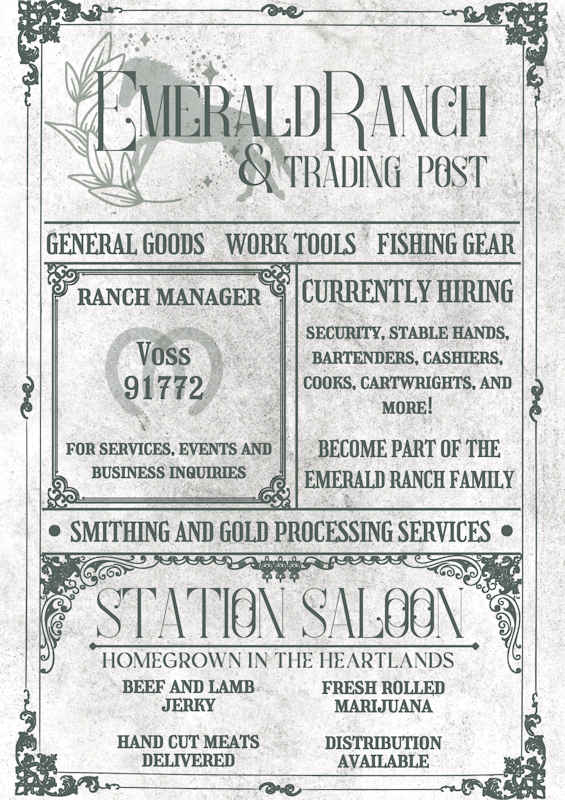 EMERALD RANCH
& TRADING POST
GENERAL GOODS WORK TOOLS FISHING GEAR
RANCH MANAGER
Voss
91772
FOR SERVICES, EVENTS AND
BUSINESS INQUIRIES
CURRENTLY HIRING
SECURITY, STABLE HANDS,
BARTENDERS, CASHIERS,
COOKS, CARTWRIGHTS, AND
MORE!
BECOME PART OF THE
EMERALD RANCH FAMILY
• SMITHING AND GOLD PROCESSING SERVICES •
STATION SALOON
HOMEGROWN IN THE HEARTLANDS
BEEF AND LAMB
JERKY
FRESH ROLLED
MARIJUANA
HAND CUT MEATS
DELIVERED
DISTRIBUTION
AVAILABLE